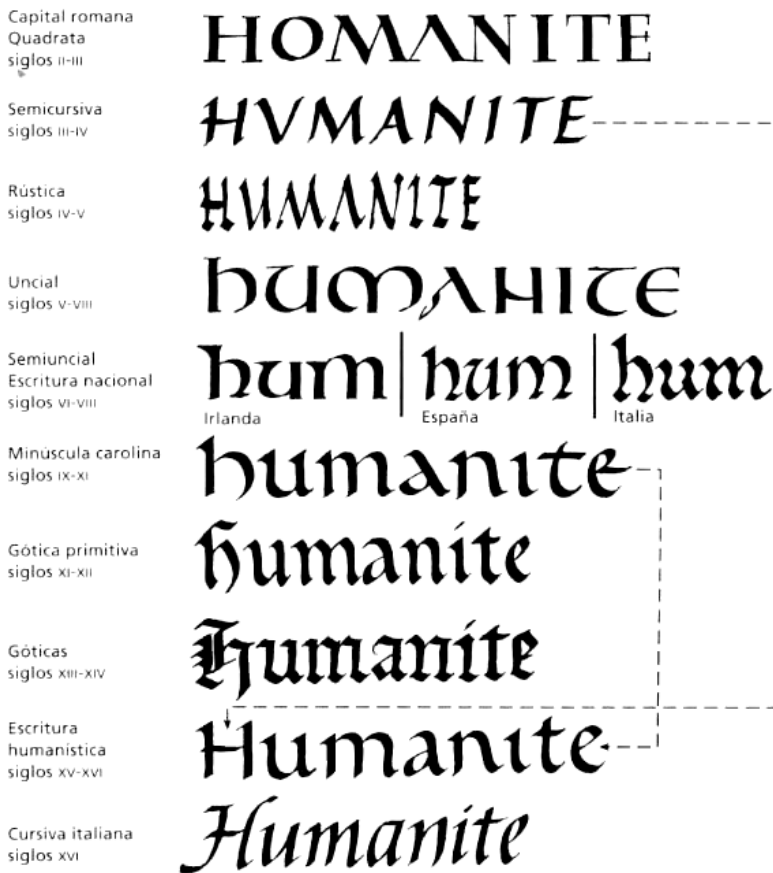 Capital romana
Quadrata
siglos II-III
HOMANITE
Semicursiva
siglos III-IV
HVMANITE
Rústica
siglos IV-V
HUMANITE
Uncial
siglos V-VIII
humanite
Semiuncial
Escritura nacional
siglos VI-VIII
hum hum hum
Irlanda España Italia
Minúscula carolina
siglos IX-XI
humanite
Gótica primitiva
siglos XI-XII
humanite
Góticas
siglos XIII-XIV
Humanite
Escritura
humanística
siglos XV-XVI
Humanite
Cursiva italiana
siglos XVI
Humanite